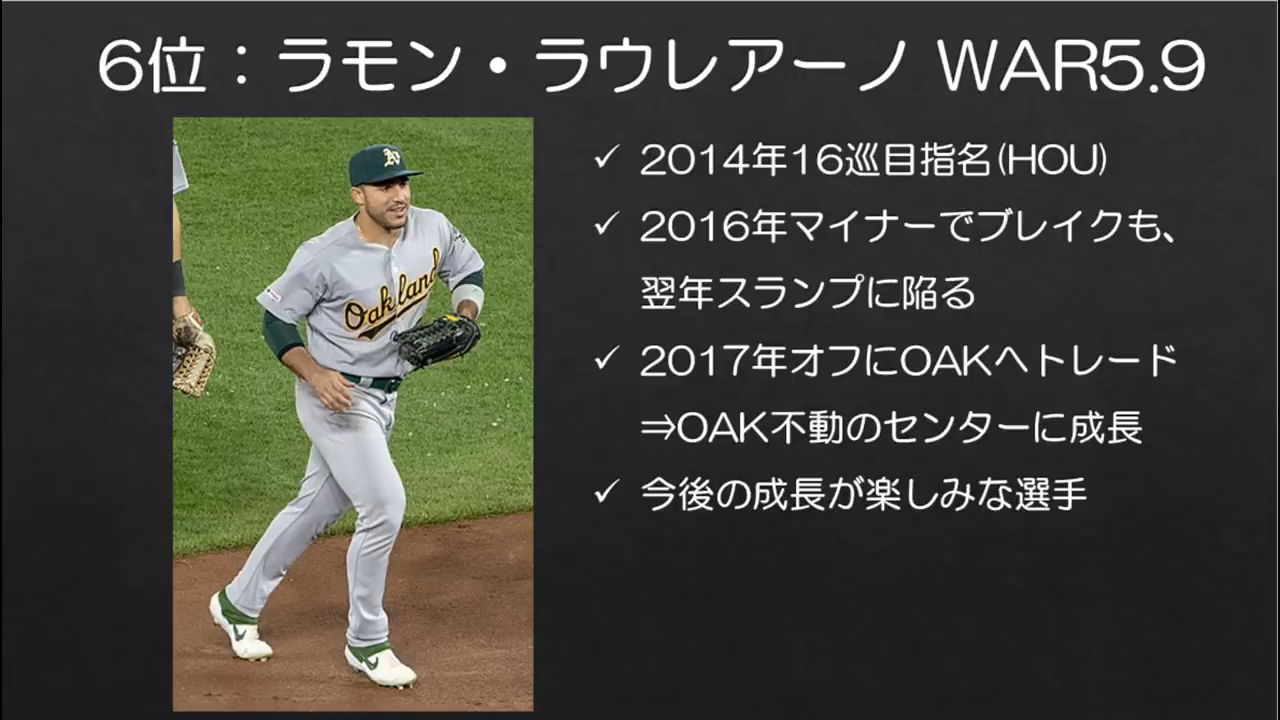 6位：ラモン・ラウレアーノ WAR5.9
✓ 2014年16巡目指名(HOU)
✓ 2016年マイナーでブレイクも、
翌年スランプに陥る
✓ 2017年オフにOAKへトレード
⇒OAK不動のセンターに成長
✓ 今後の成長が楽しみな選手
A's
Oakland